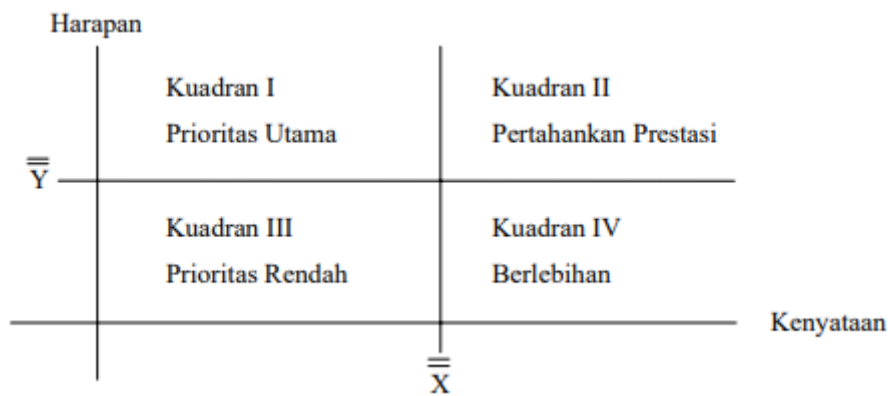 Harapan
Kuadran I
Prioritas Utama
Kuadran II
Pertahankan Prestasi
Y
Kuadran III
Prioritas Rendah
Kuadran IV
Berlebihan
Kenyataan
X